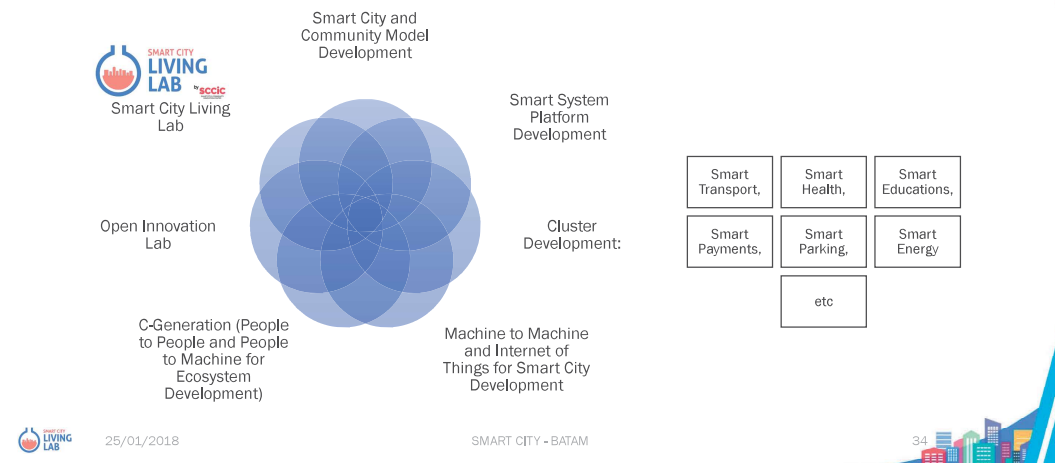 Smart City and
Community Model
Development
SMART CITY
LIVING
LAB
by sccic
Smart City Living
Lab
Smart System
Platform
Development
Smart
Transport,
Smart
Health,
Smart
Educations,
Open Innovation
Lab
Cluster
Development:
Smart
Payments,
Smart
Parking,
Smart
Energy
etc
C-Generation (People
to People and People
to Machine for
Ecosystem
Development)
Machine to Machine
and Internet of
Things for Smart City
Development
SMART CITY
LIVING
LAB
25/01/2018
SMART CITY - BATAM
34